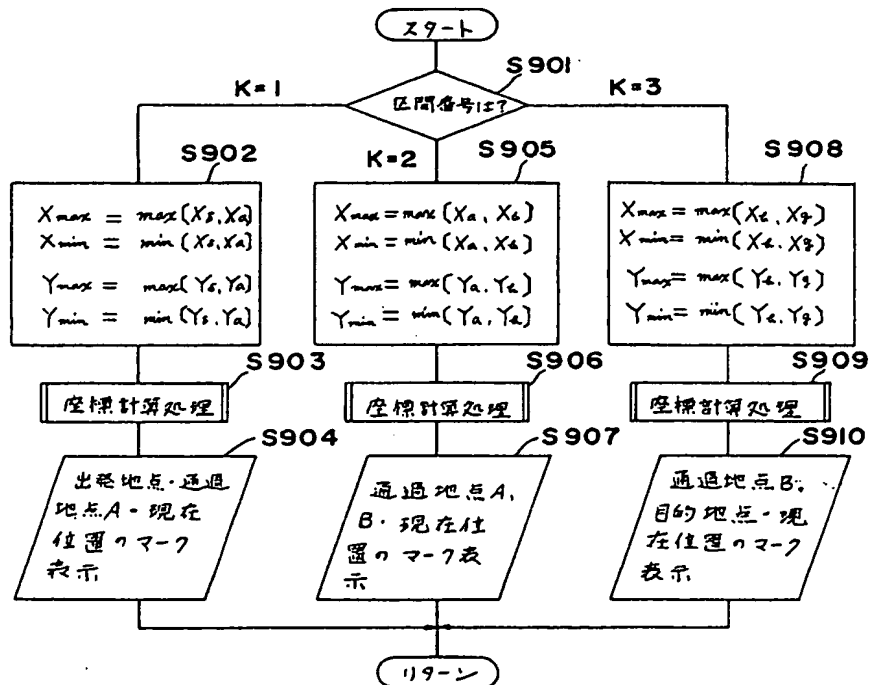 スタート
S901
区間番号は?
K=1
K=2
K=3
S902
Xmax = max(Xs, Xa)
Xmin = min(Xs, Xa)
Ymax = max(Ys, Ya)
Ymin = min(Ys, Ya)
S903
座標計算処理
S904
出発地点・通過
地点A・現在
位置のマーク
表示
S905
Xmax = max(Xa, Xb)
Xmin = min(Xa, Xb)
Ymax = max(Ya, Yb)
Ymin = min(Ya, Yb)
S906
座標計算処理
S907
通過地点A,
B・現在位
置のマーク表
示
S908
Xmax = max(Xb, Xg)
Xmin = min(Xb, Xg)
Ymax = max(Yb, Yg)
Ymin = min(Yb, Yg)
S909
座標計算処理
S910
通過地点B,
目的地点・現
在位置のマーク
表示
リターン